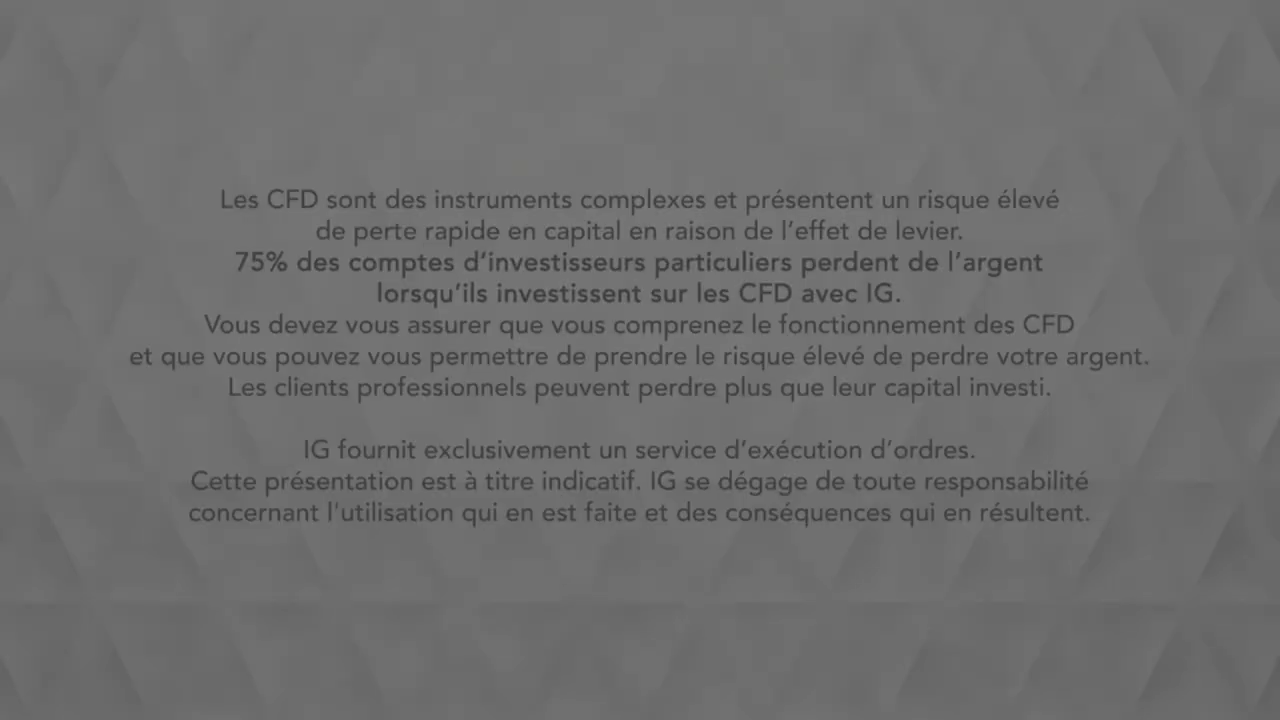 Les CFD sont des instruments complexes et présentent un risque élevé
de perte rapide en capital en raison de l’effet de levier.
75% des comptes d’investisseurs particuliers perdent de l’argent
lorsqu’ils investissent sur les CFD avec IG.
Vous devez vous assurer que vous comprenez le fonctionnement des CFD
et que vous pouvez vous permettre de prendre le risque élevé de perdre votre argent.
Les clients professionnels peuvent perdre plus que leur capital investi.
IG fournit exclusivement un service d’exécution d’ordres.
Cette présentation est à titre indicatif. IG se dégage de toute responsabilité
concernant l'utilisation qui en est faite et des conséquences qui en résultent.